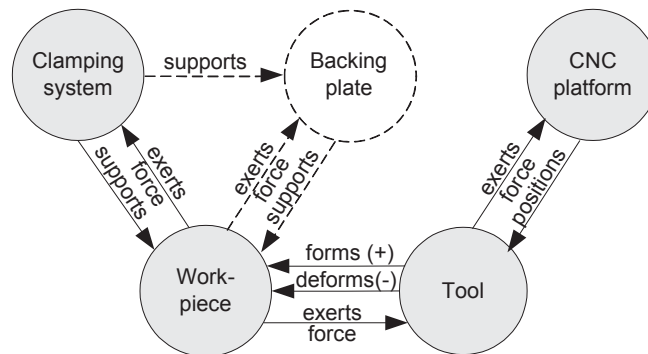 Clamping
system
supports
Backing
plate
CNC
platform
supports
exerts
force
exerts
force
supports
exerts
force
positions
Work-
piece
forms (+)
deforms(-)
exerts
force
Tool